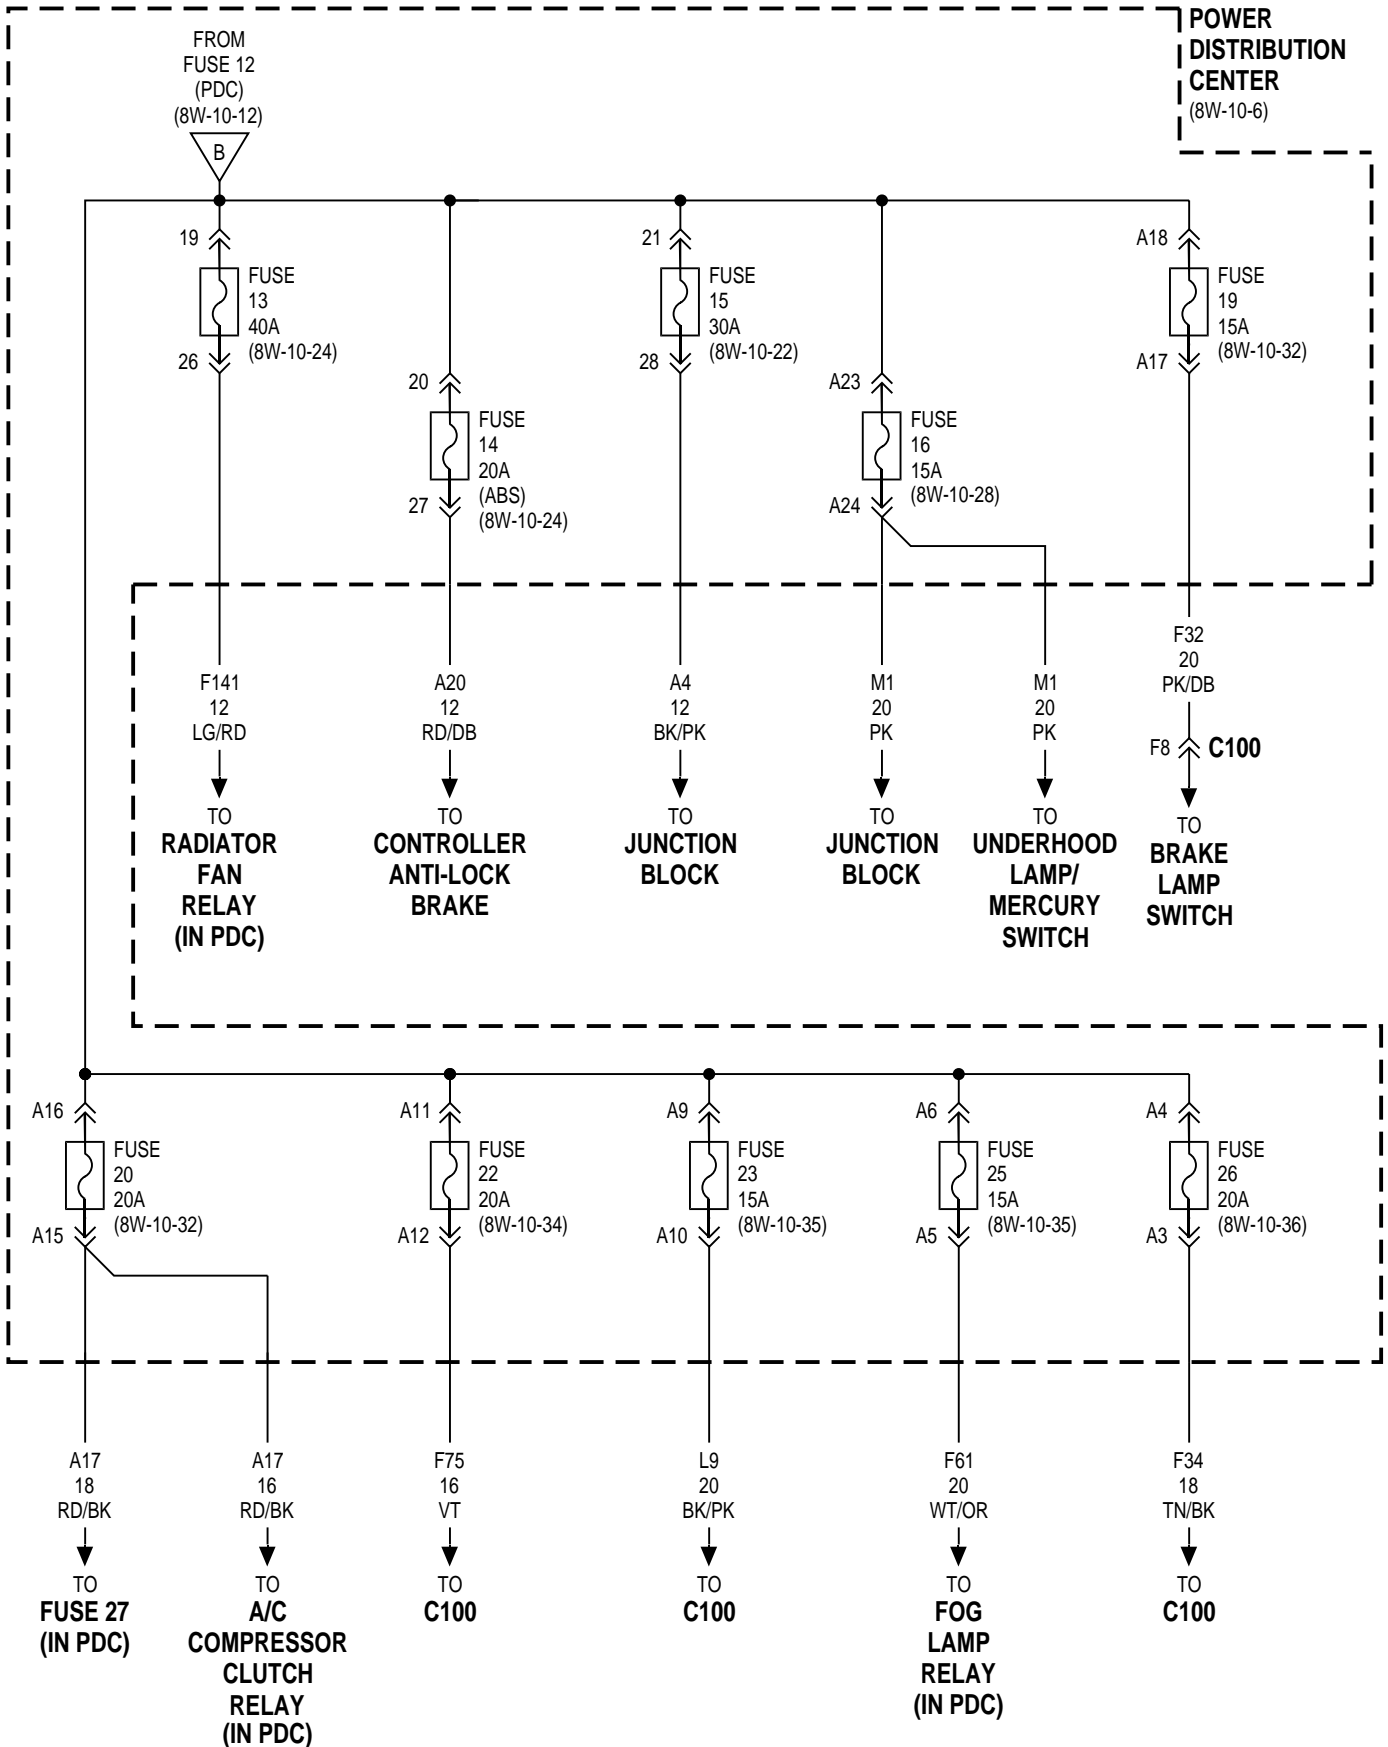 POWER
DISTRIBUTION
CENTER
(8W-10-6)
FROM
FUSE 12
(PDC)
(8W-10-12)
B
19
FUSE
13
40A
(8W-10-24)
26
20
FUSE
14
20A
(ABS)
(8W-10-24)
27
21
FUSE
15
30A
(8W-10-22)
28
A23
FUSE
16
15A
(8W-10-28)
A24
A18
FUSE
19
15A
(8W-10-32)
A17
F141
12
LG/RD
TO
RADIATOR
FAN
RELAY
(IN PDC)
A20
12
RD/DB
TO
CONTROLLER
ANTI-LOCK
BRAKE
A4
12
BK/PK
TO
JUNCTION
BLOCK
M1
20
PK
TO
JUNCTION
BLOCK
M1
20
PK
TO
UNDERHOOD
LAMP/
MERCURY
SWITCH
F32
20
PK/DB
F8 C100
TO
BRAKE
LAMP
SWITCH
A16
FUSE
20
20A
(8W-10-32)
A15
A11
FUSE
22
20A
(8W-10-34)
A12
A9
FUSE
23
15A
(8W-10-35)
A10
A6
FUSE
25
15A
(8W-10-35)
A5
A4
FUSE
26
20A
(8W-10-36)
A3
A17
18
RD/BK
TO
FUSE 27
(IN PDC)
A17
16
RD/BK
TO
A/C
COMPRESSOR
CLUTCH
RELAY
(IN PDC)
F75
16
VT
TO
C100
L9
20
BK/PK
TO
C100
F61
20
WT/OR
TO
FOG
LAMP
RELAY
(IN PDC)
F34
18
TN/BK
TO
C100